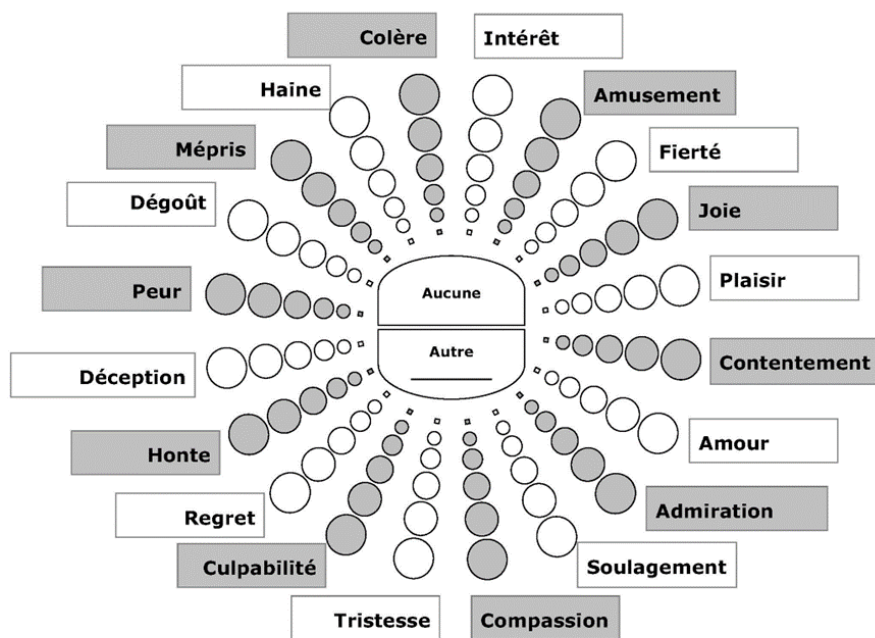 Colère
Intérêt
Haine
Amusement
Mépris
Fierté
Dégoût
Joie
Peur
Plaisir
Aucune
Autre
Déception
Contentement
Honte
Amour
Regret
Admiration
Culpabilité
Soulagement
Tristesse
Compassion